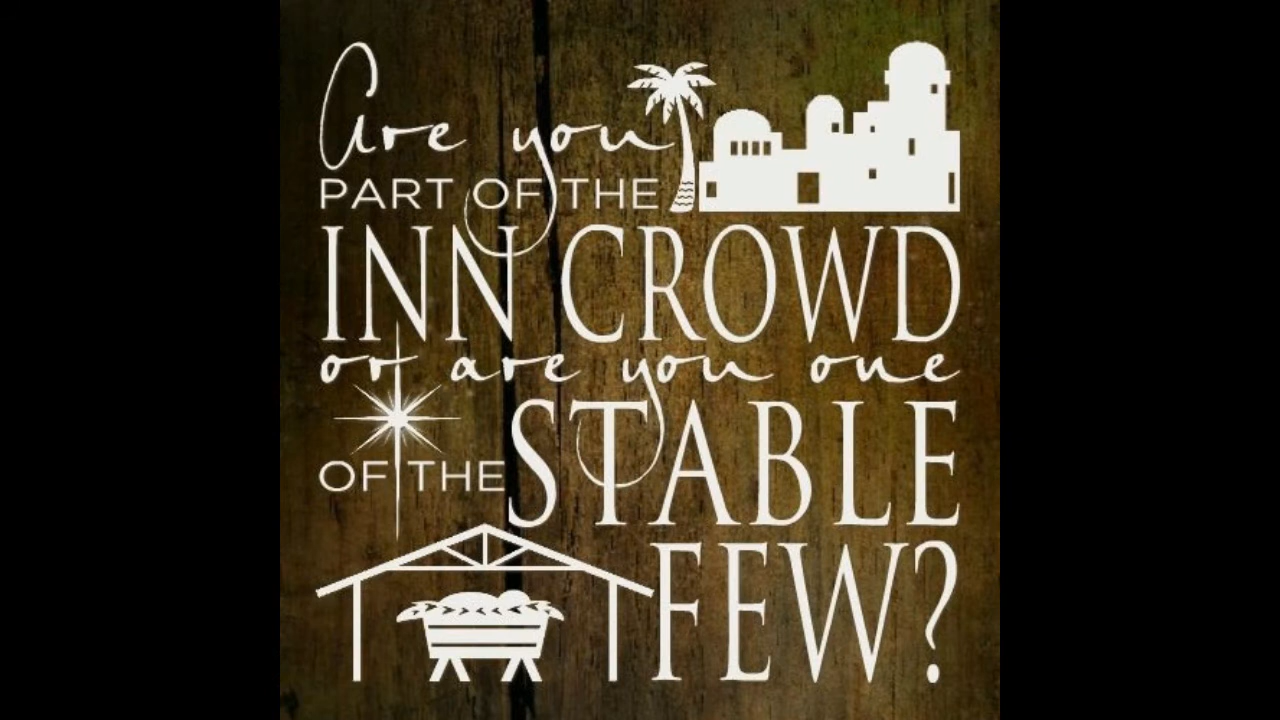 Are you
PART OF THE
INN CROWD
or are you one
OF THE STABLE
FEW?